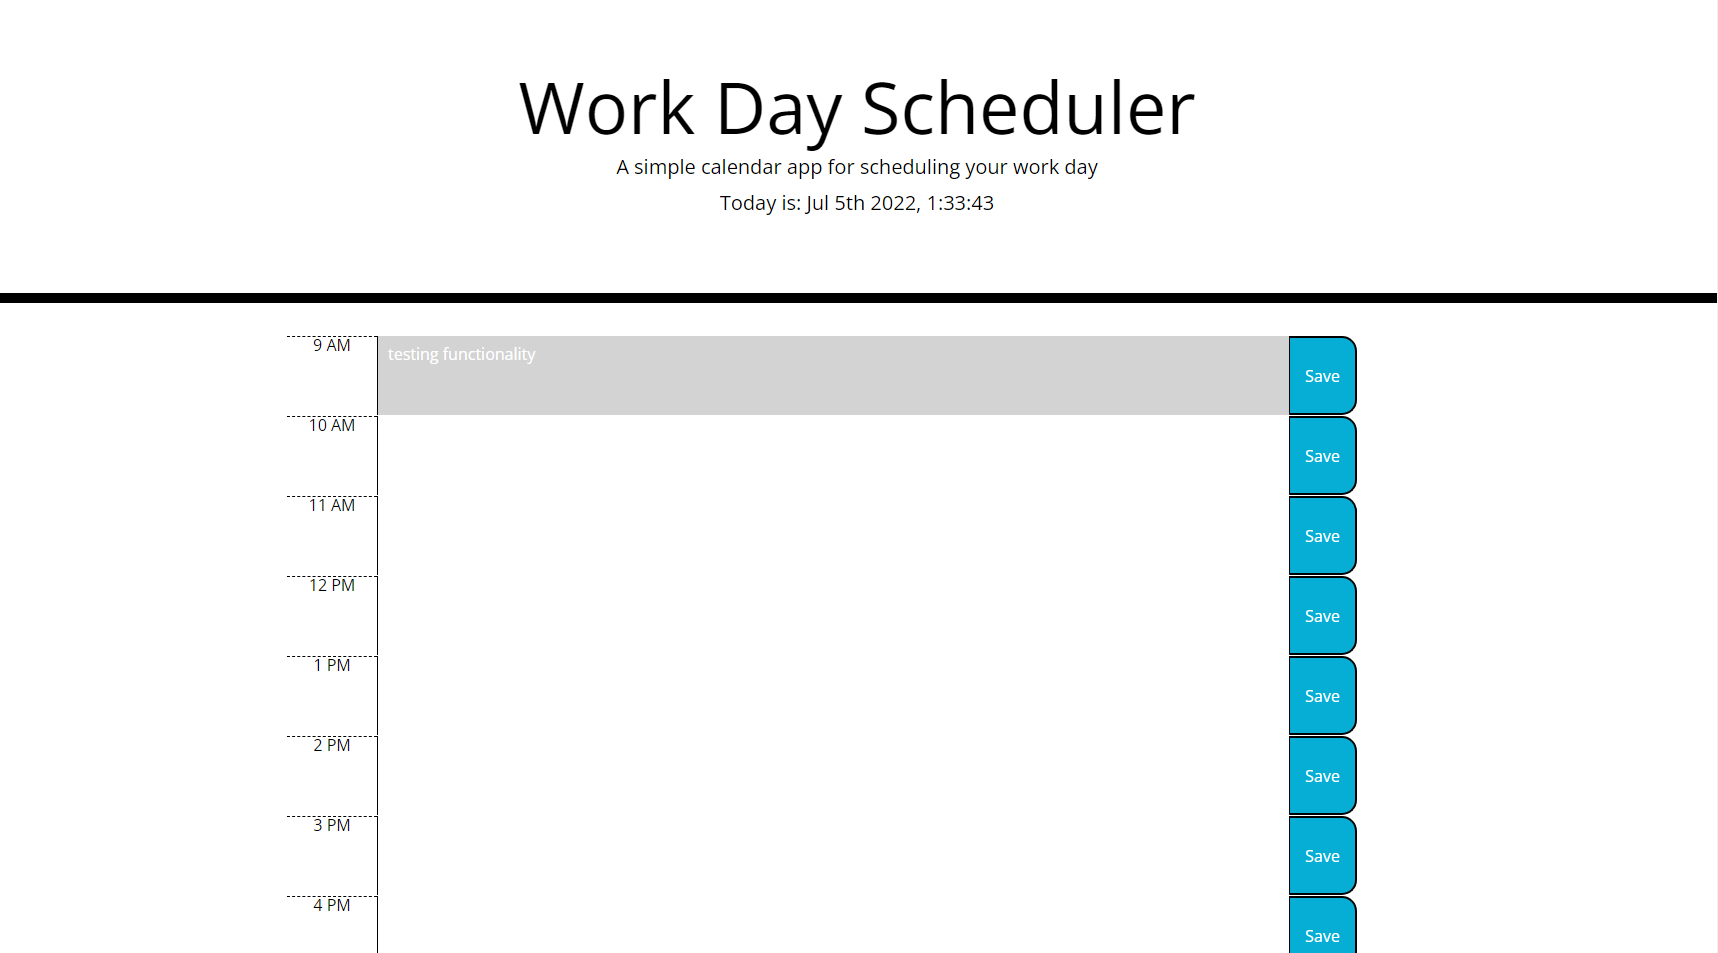 Work Day Scheduler
A simple calendar app for scheduling your work day
Today is: Jul 5th 2022, 1:33:43
9 AM
testing functionality
Save
10 AM
Save
11 AM
Save
12 PM
Save
1 PM
Save
2 PM
Save
3 PM
Save
4 PM
Save